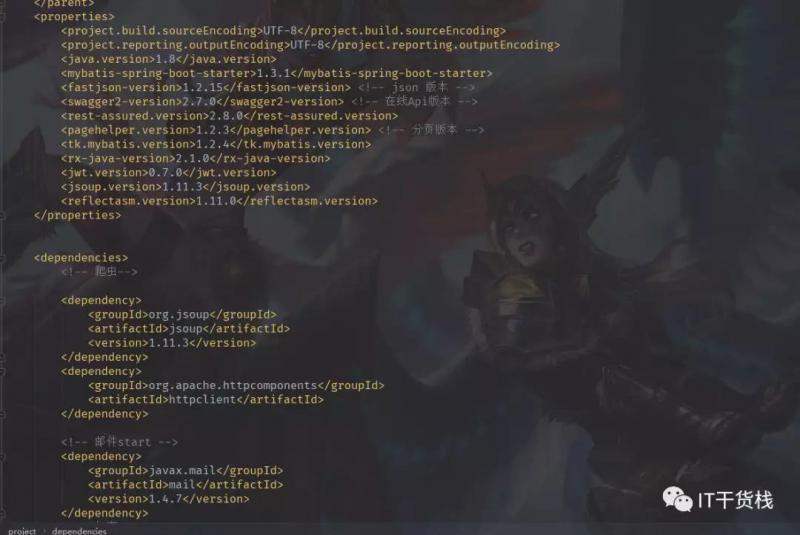 </parent>
<properties>
<project.build.sourceEncoding>UTF-8</project.build.sourceEncoding>
<project.reporting.outputEncoding>UTF-8</project.reporting.outputEncoding>
<java.version>1.8</java.version>
<mybatis-spring-boot-starter>1.3.1</mybatis-spring-boot-starter>
<fastjson-version>1.2.15</fastjson-version> <!-- json 版本 -->
<swagger2-version>2.7.0</swagger2-version> <!-- 在线Api版本 -->
<rest-assured.version>2.8.0</rest-assured.version>
<pagehelper.version>1.2.3</pagehelper.version> <!-- 分页版本 -->
<tk.mybatis.version>1.2.4</tk.mybatis.version>
<rx-java-version>2.1.0</rx-java-version>
<jwt.version>0.7.0</jwt.version>
<jsoup.version>1.11.3</jsoup.version>
<reflectasm.version>1.11.0</reflectasm.version>
</properties>
<dependencies>
<!-- 爬虫-->
<dependency>
<groupId>org.jsoup</groupId>
<artifactId>jsoup</artifactId>
<version>1.11.3</version>
</dependency>
<dependency>
<groupId>org.apache.httpcomponents</groupId>
<artifactId>httpclient</artifactId>
</dependency>
<!-- 邮件start -->
<dependency>
<groupId>javax.mail</groupId>
<artifactId>mail</artifactId>
<version>1.4.7</version>
</dependency>
IT干货栈
project › dependencies